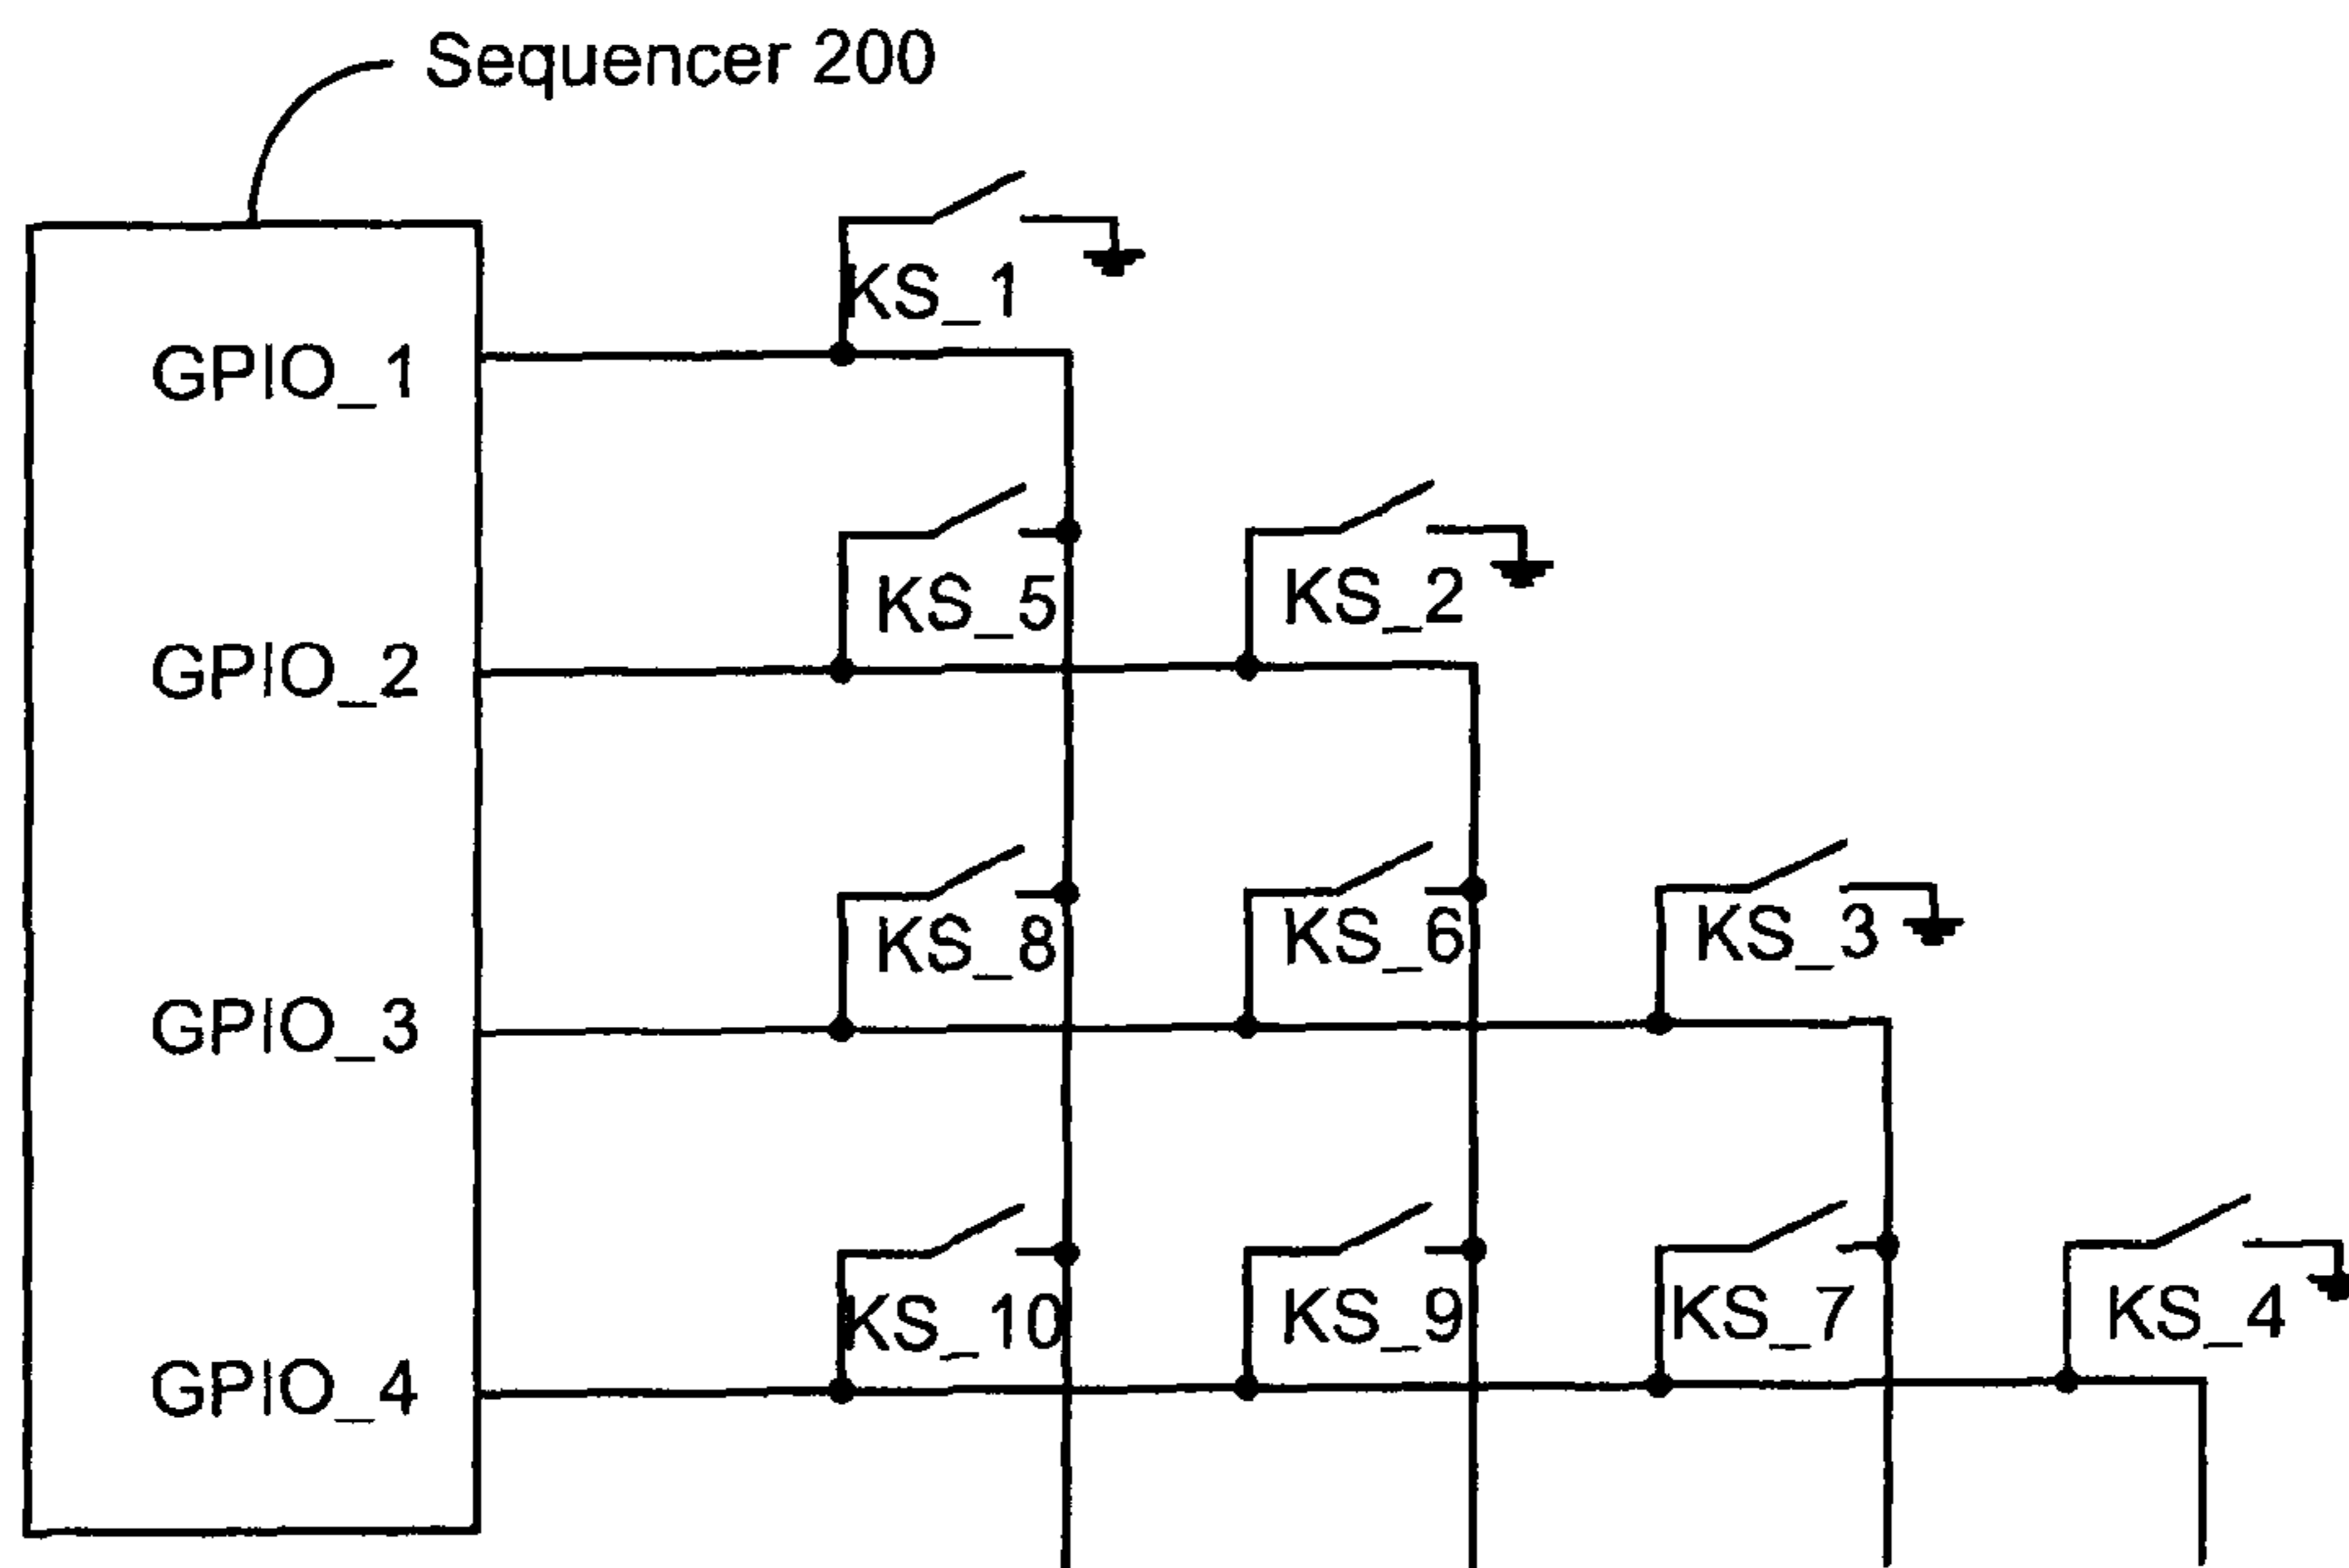 Sequencer 200
KS_1
GPIO_1
KS_5
KS_2
GPIO_2
KS_8
KS_6
KS_3
GPIO_3
KS_10
KS_9
KS_7
KS_4
GPIO_4